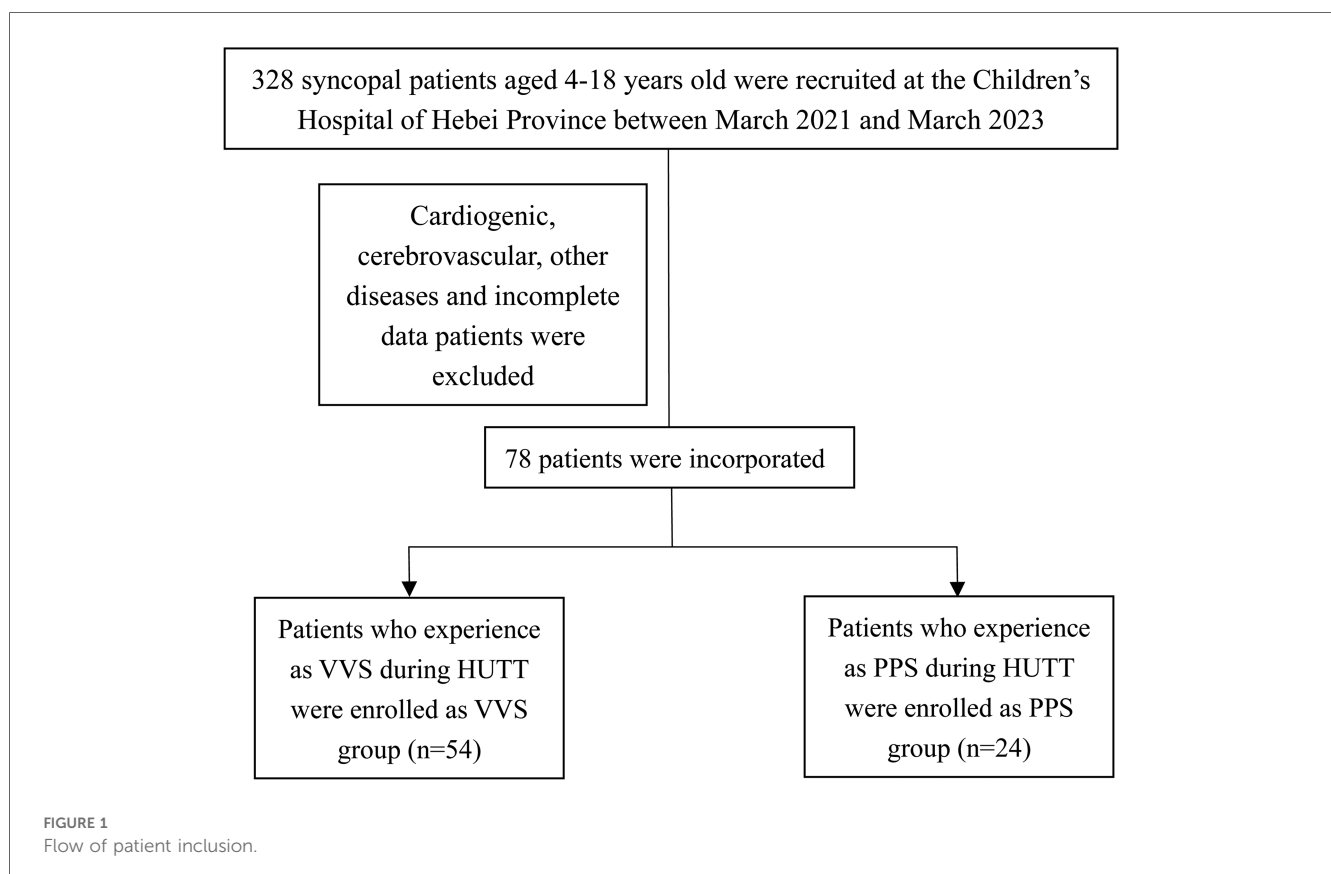 328 syncopal patients aged 4-18 years old were recruited at the Children’s
Hospital of Hebei Province between March 2021 and March 2023
Cardiogenic,
cerebrovascular, other
diseases and incomplete
data patients were
excluded
78 patients were incorporated
Patients who experience
as VVS during HUTT
were enrolled as VVS
group (n=54)
Patients who experience
as PPS during HUTT
were enrolled as PPS
group (n=24)
FIGURE 1
Flow of patient inclusion.